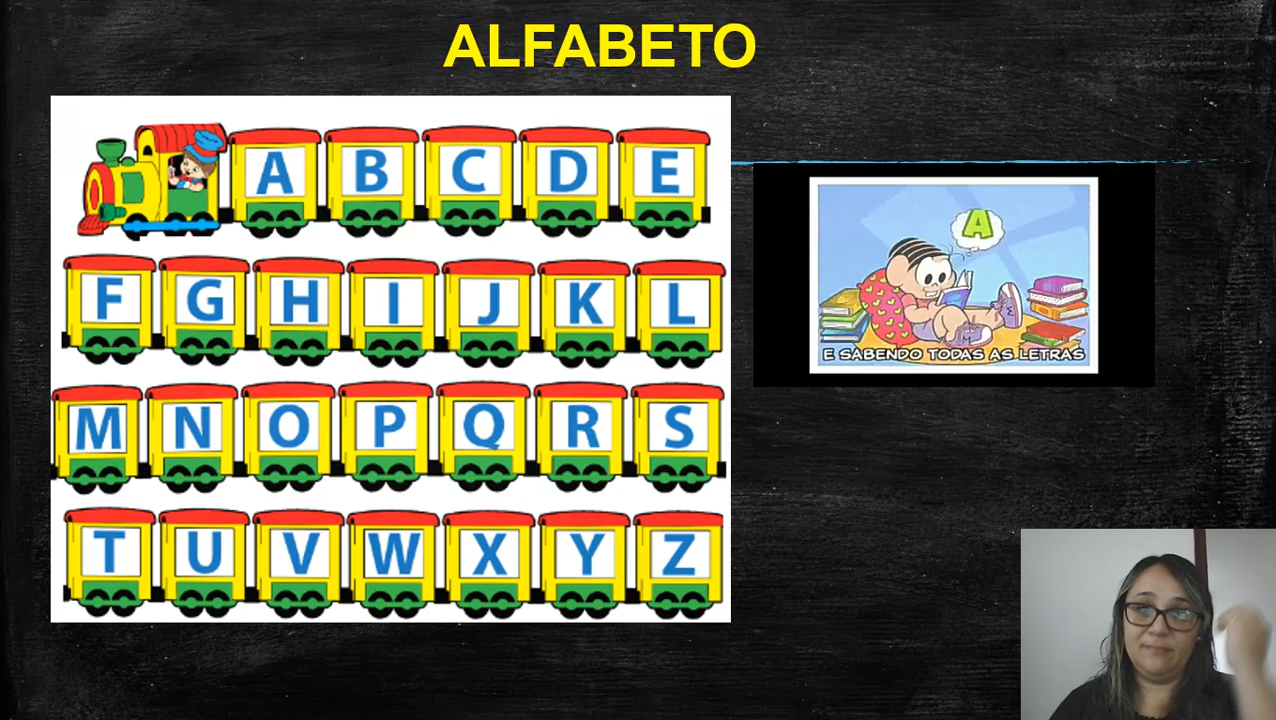 ALFABETO
A B C D E
F G H I J K L
M N O P Q R S
T U V W X Y Z
A
E SABENDO TODAS AS LETRAS
M